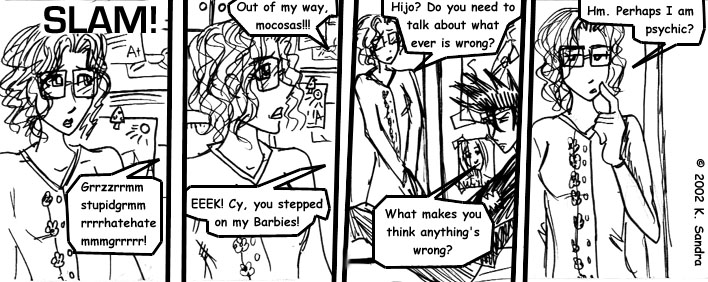 SLAM!
A+
Grrzzrrmm
stupidgrmm
rrrrhatehate
mmmgrrrrr!
Out of my way,
mocosas!!!
A
EEEK! Cy, you stepped
on my Barbies!
Hijo? Do you need to
talk about what
ever is wrong?
What makes you
think anything's
wrong?
Hm. Perhaps I am
psychic?
© 2002 K. Sandra